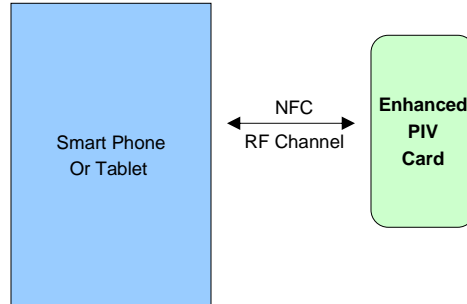 Smart Phone
Or Tablet
NFC
RF Channel
Enhanced
PIV
Card